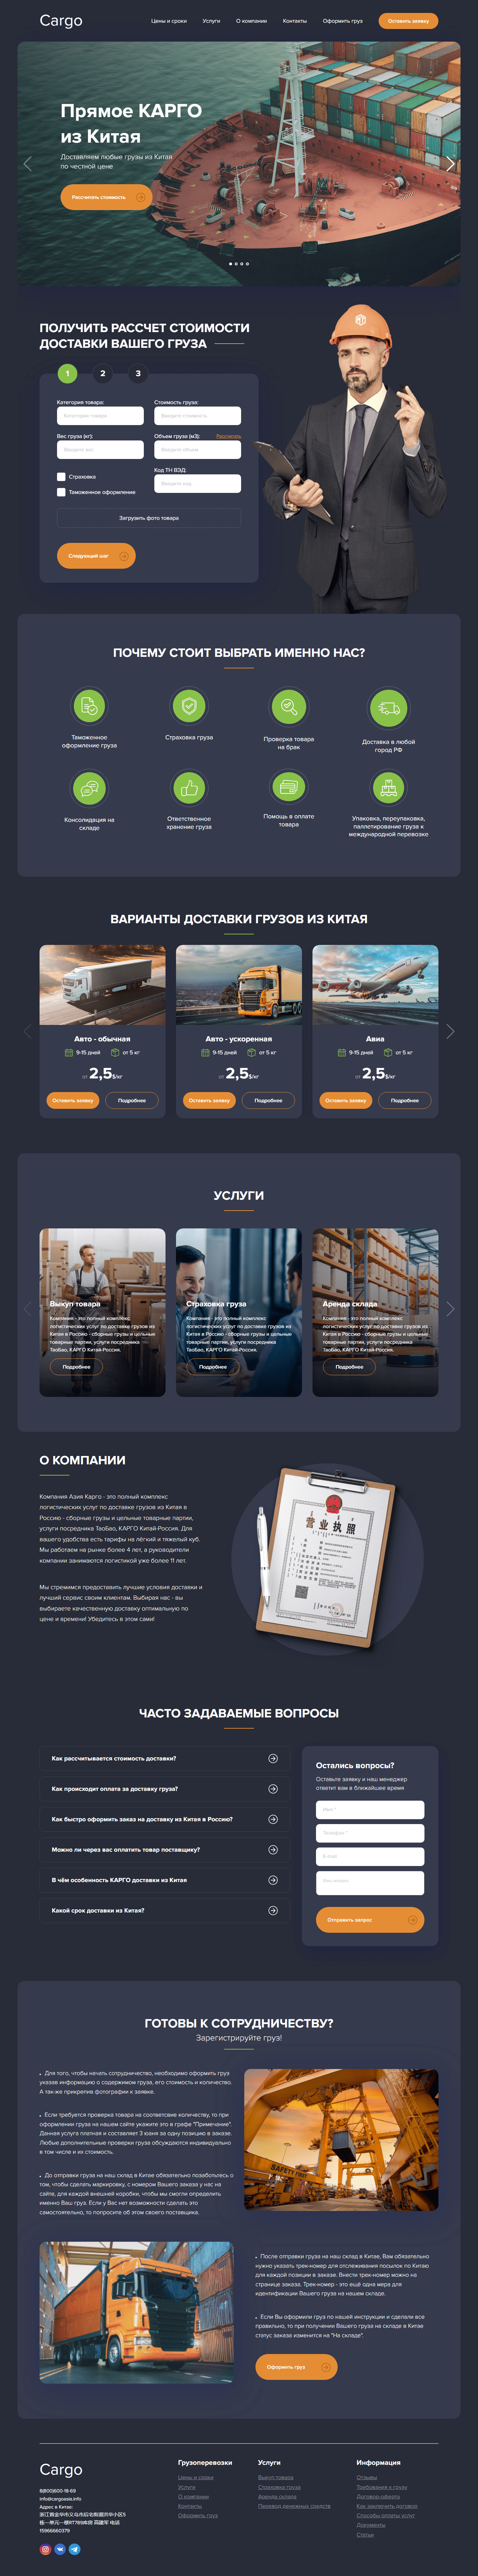 Cargo
Цены и сроки
Услуги
О компании
Контакты
Оформить груз
Оставить заявку
Прямое КАРГО
из Китая
Доставляем любые грузы из Китая
по честной цене
Рассчитать стоимость
ПОЛУЧИТЬ РАССЧЕТ СТОИМОСТИ
ДОСТАВКИ ВАШЕГО ГРУЗА
1
2
3
Категория товара:
Категория товара
Стоимость груза:
Введите стоимость
Вес груза (кг):
Введите вес
Объем груза (м3):
Рассчитать
Введите объем
Страховка
Таможенное оформление
Код ТН ВЭД:
Введите код
Загрузить фото товара
Следующий шаг
ПОЧЕМУ СТОИТ ВЫБРАТЬ ИМЕННО НАС?
Таможенное
оформление груза
Страховка груза
Проверка товара
на брак
Доставка в любой
город РФ
Консолидация на
складе
Ответственное
хранение груза
Помощь в оплате
товара
Упаковка, переупаковка,
паллетирование груза к
международной перевозке
ВАРИАНТЫ ДОСТАВКИ ГРУЗОВ ИЗ КИТАЯ
Авто - обычная
9-15 дней
от 5 кг
от 2,5$/кг
Оставить заявку
Подробнее
Авто - ускоренная
9-15 дней
от 5 кг
от 2,5$/кг
Оставить заявку
Подробнее
Авиа
9-15 дней
от 5 кг
от 2,5$/кг
Оставить заявку
Подробнее
УСЛУГИ
Выкуп товара
Компания - это полный комплекс
логистических услуг по доставке грузов из
Китая в Россию - сборные грузы и цельные
товарные партии, услуги посредника
ТаоБао, КАРГО Китай-Россия.
Подробнее
Страховка груза
Компания - это полный комплекс
логистических услуг по доставке грузов из
Китая в Россию - сборные грузы и цельные
товарные партии, услуги посредника
ТаоБао, КАРГО Китай-Россия.
Подробнее
Аренда склада
Компания - это полный комплекс
логистических услуг по доставке грузов из
Китая в Россию - сборные грузы и цельные
товарные партии, услуги посредника
ТаоБао, КАРГО Китай-Россия.
Подробнее
О КОМПАНИИ
Компания Азия Карго - это полный комплекс
логистических услуг по доставке грузов из Китая в
Россию - сборные грузы и цельные товарные партии,
услуги посредника ТаоБао, КАРГО Китай-Россия. Для
вашего удобства есть тарифы на лёгкий и тяжелый куб.
Мы работаем на рынке более 4 лет, а руководители
компании занимаются логистикой уже более 11 лет.
Мы стремимся предоставить лучшие условия доставки и
лучший сервис своим клиентам. Выбирая нас - вы
выбираете качественную доставку оптимальную по
цене и времени! Убедитесь в этом сами!
营业执照
ЧАСТО ЗАДАВАЕМЫЕ ВОПРОСЫ
Как рассчитывается стоимость доставки?
Как происходит оплата за доставку груза?
Как быстро оформить заказ на доставку из Китая в Россию?
Можно ли через вас оплатить товар поставщику?
В чём особенность КАРГО доставки из Китая
Какой срок доставки из Китая?
Остались вопросы?
Оставьте заявку и наш менеджер
ответит вам в ближайшее время
Имя *
Телефон *
E-mail
Отправить запрос
ГОТОВЫ К СОТРУДНИЧЕСТВУ?
Зарегистрируйте груз!
• Для того, чтобы начать сотрудничество, необходимо оформить груз
указав информацию о содержимом груза, его стоимость и количество.
А так-же прикрепив фотографии к заявке.
• Если требуется проверка товара на соответсвие количеству, то при
оформлении груза на нашем сайте укажите это в графе "Примечание".
Данная услуга платная и составляет 3 юаня за одну позицию в заказе.
Любые дополнительные проверки груза обсуждаются индивидуально
в том числе и их стоимость.
• До отправки груза на наш склад в Китае обязательно позаботьтесь о
том, чтобы сделать маркировку, с номером Вашего заказа у нас на
сайте, для каждой внешней коробки, чтобы мы смогли определить
именно Ваш груз. Если у Вас нет возможности сделать это
самостоятельно, то попросите об этом своего поставщика.
SAFETY FIRST
• После отправки груза на наш склад в Китае, Вам обязательно
нужно указать трек-номер для отслеживания посылок по Китаю
для каждой позиции в заказе. Внести трек-номер можно на
странице заказа. Трек-номер - это ещё одна мера для
идентификации Вашего груза на нашем складе.
• Если Вы оформили груз по нашей инструкции и сделали все
правильно, то при получении Вашего груза на складе в Китае
статус заказа изменится на "На складе".
Оформить груз
Cargo
8(800)600-18-69
info@cargoasia.info
Адрес в Китае:
15966660379
Грузоперевозки
Цены и сроки
Услуги
О компании
Контакты
Оформить груз
Услуги
Выкуп товара
Страховка груза
Аренда склада
Перевод денежных средств
Информация
Отзывы
Требования к грузу
Договор-оферта
Как заключить договор
Способы оплаты услуг
Документы
Статьи